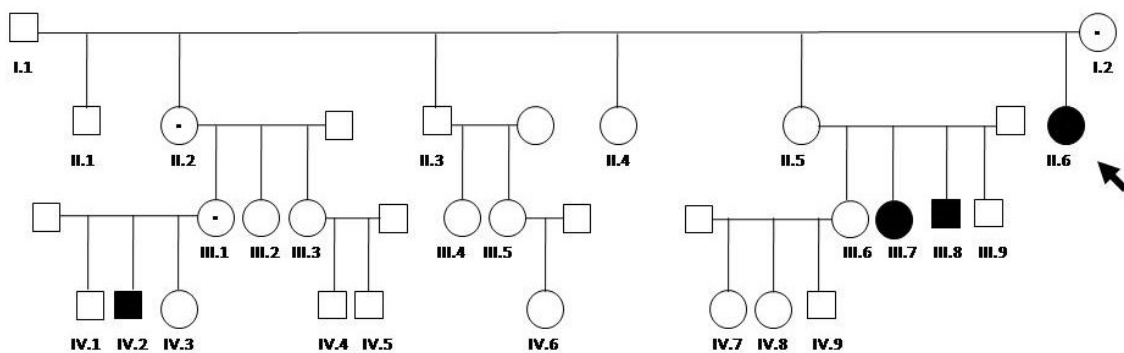 I.1 I.2
II.1 II.2 II.3 II.4 II.5 II.6
III.1 III.2 III.3 III.4 III.5 III.6 III.7 III.8 III.9
IV.1 IV.2 IV.3 IV.4 IV.5 IV.6 IV.7 IV.8 IV.9